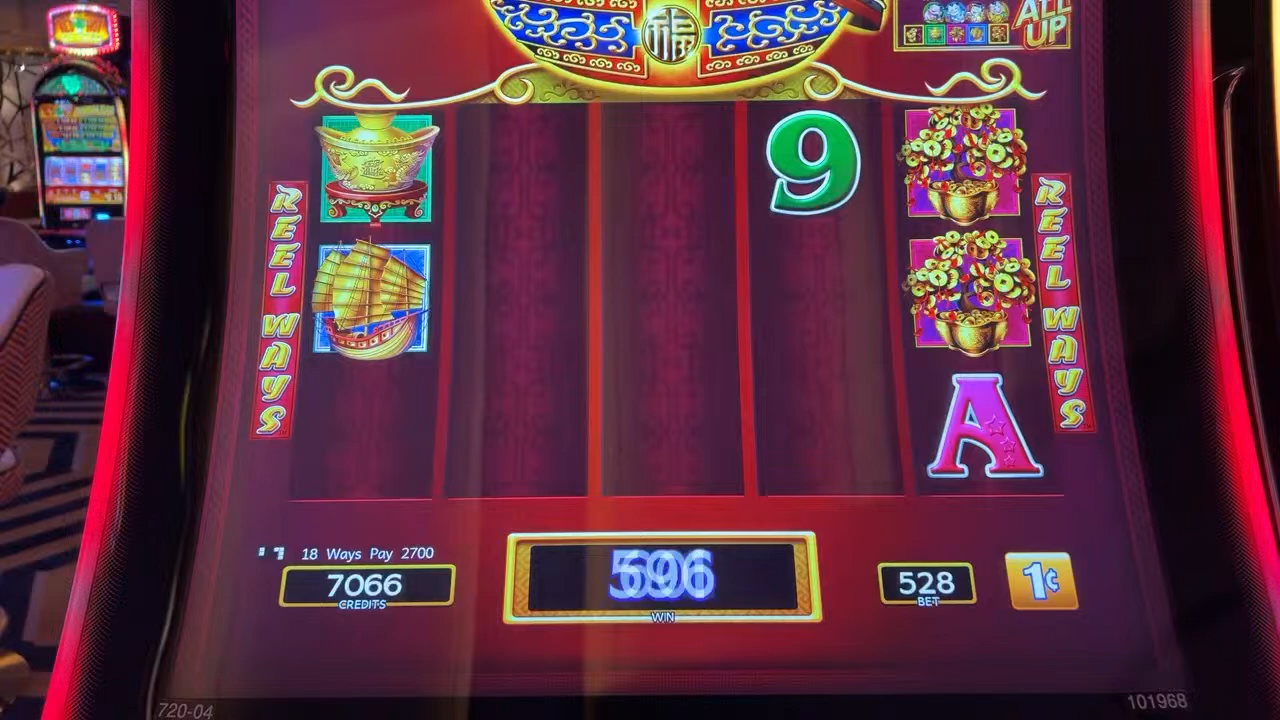 福
ALL
UP
9
REEL WAYS
REEL WAYS
A
18 Ways Pay 2700
7066
CREDITS
WIN
528
BET
1¢
720-04
101968